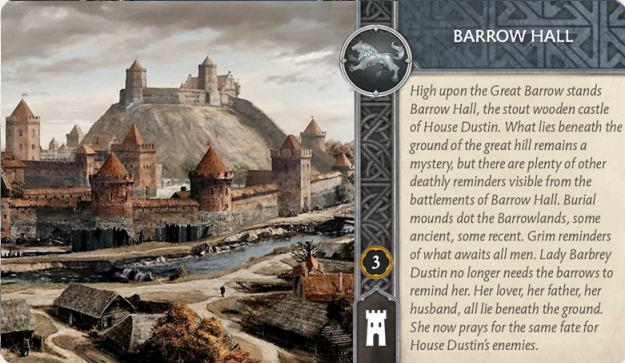 BARROW HALL
High upon the Great Barrow stands
Barrow Hall, the stout wooden castle
of House Dustin. What lies beneath the
ground of the great hill remains a
mystery, but there are plenty of other
deathly reminders visible from the
battlements of Barrow Hall. Burial
mounds dot the Barrowlands, some
ancient, some recent. Grim reminders
of what awaits all men. Lady Barbrey
Dustin no longer needs the barrows to
remind her. Her lover, her father, her
husband, all lie beneath the ground.
She now prays for the same fate for
House Dustin's enemies.
3